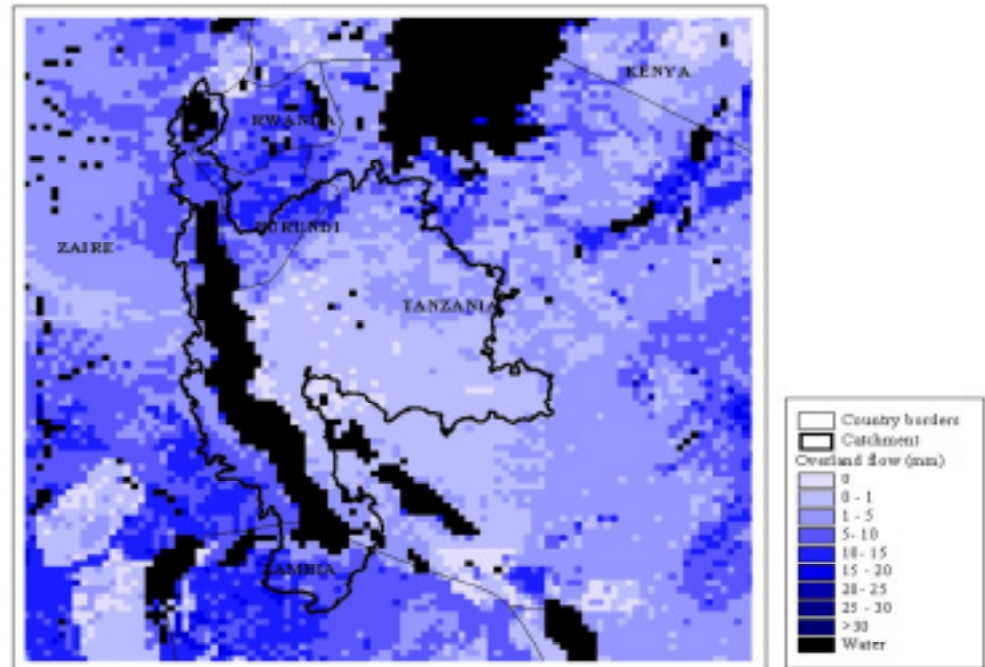 KENYA
RWANDA
BURUNDI
ZAIRE
TANZANIA
ZAMBIA
Country borders
Catchment
Overland flow (mm)
0
0 - 1
1 - 5
5- 10
10- 15
15 - 20
20- 25
25 - 30
>30
Water